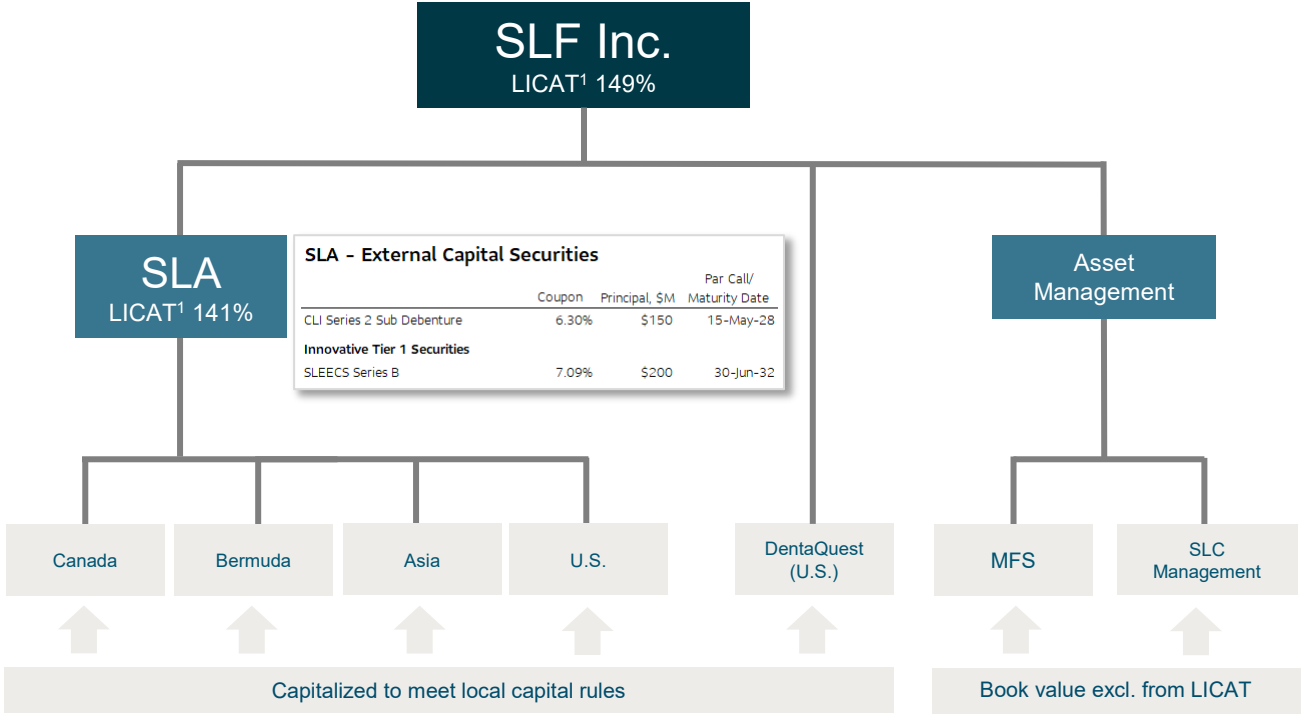 SLF Inc.
LICAT¹ 149%
SLA
LICAT¹ 141%
SLA – External Capital Securities
Par Call/
Coupon Principal, $M Maturity Date
CLI Series 2 Sub Debenture 6.30% $150 15-May-28
Innovative Tier 1 Securities
SLEECS Series B 7.09% $200 30-Jun-32
Asset
Management
Canada
Bermuda
Asia
U.S.
DentaQuest
(U.S.)
MFS
SLC
Management
Capitalized to meet local capital rules
Book value excl. from LICAT